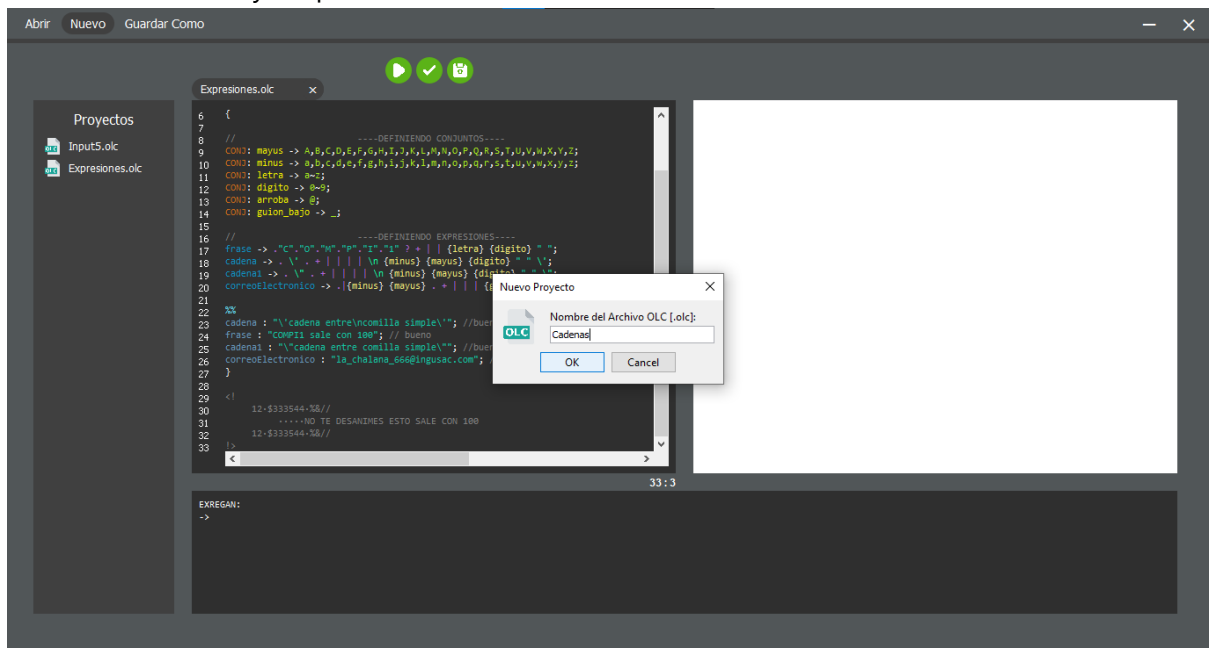 Abrir Nuevo Guardar Como
Expresiones.olc x
Proyectos
Input5.olc
Expresiones.olc
6 {
7
8 // ----DEFINIENDO CONJUNTOS----
9 CONJ: mayus -> A,B,C,D,E,F,G,H,I,J,K,L,M,N,O,P,Q,R,S,T,U,V,W,X,Y,Z;
10 CONJ: minus -> a,b,c,d,e,f,g,h,i,j,k,l,m,n,o,p,q,r,s,t,u,v,w,x,y,z;
11 CONJ: letra -> a~z;
12 CONJ: digito -> 0~9;
13 CONJ: arroba -> @;
14 CONJ: guion_bajo -> _;
15
16 // ----DEFINIENDO EXPRESIONES----
17 frase -> ."C"."O"."M"."P"."I"."1" ? + | | {letra} {digito} " ";
18 cadena -> . \' . + | | | | \n {minus} {mayus} {digito} " " \';
19 cadena1 -> . \" . + | | | | \n {minus} {mayus} {digito} " " \";
20 correoElectronico -> .|{minus} {mayus} . + | | | {g
21
22 %%
23 cadena : "\'cadena entre\ncomilla simple\'"; //buen
24 frase : "COMPI1 sale con 100"; // bueno
25 cadena1 : "\"cadena entre comilla simple\""; //buen
26 correoElectronico : "la_chalana_666@ingusac.com"; /
27 }
28
29 <!
30 12·$333544·%&//
31 ·····NO TE DESANIMES ESTO SALE CON 100
32 12·$333544·%&//
33 !>
Nuevo Proyecto
OLC
Nombre del Archivo OLC [.olc]:
Cadenas
OK Cancel
33 : 3
EXREGAN:
->